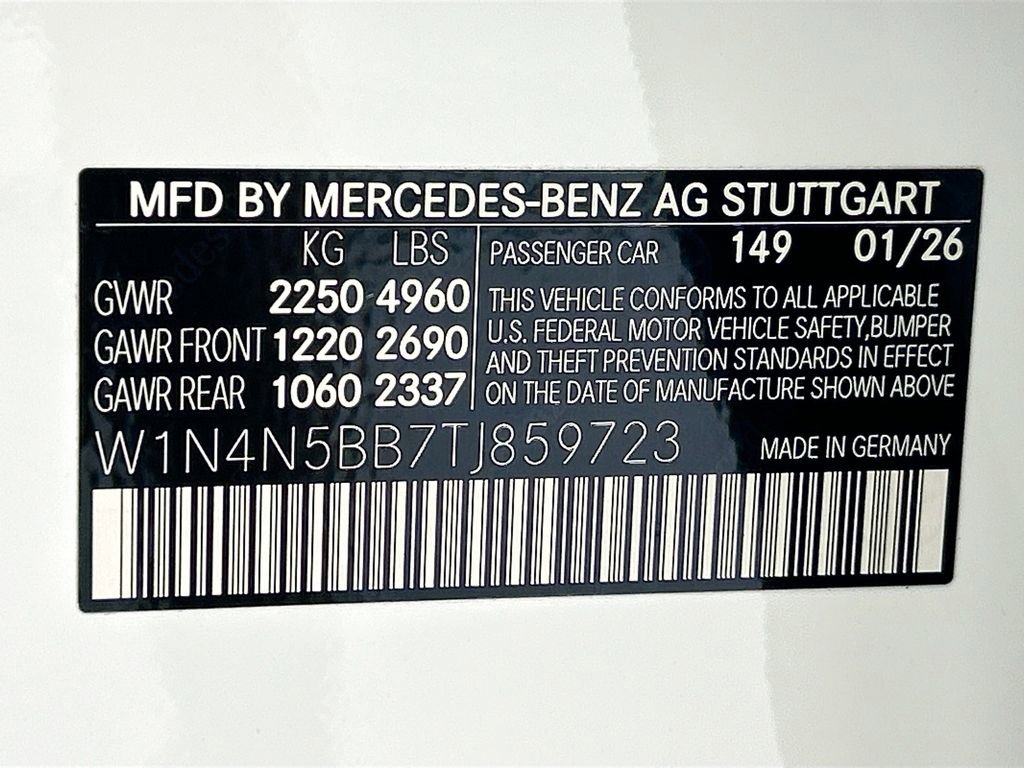 MFD BY MERCEDES-BENZ AG STUTTGART
KG LBS
GVWR 2250 4960
GAWR FRONT 1220 2690
GAWR REAR 1060 2337
PASSENGER CAR 149 01/26
THIS VEHICLE CONFORMS TO ALL APPLICABLE
U.S. FEDERAL MOTOR VEHICLE SAFETY,BUMPER
AND THEFT PREVENTION STANDARDS IN EFFECT
ON THE DATE OF MANUFACTURE SHOWN ABOVE
W1N4N5BB7TJ859723
MADE IN GERMANY